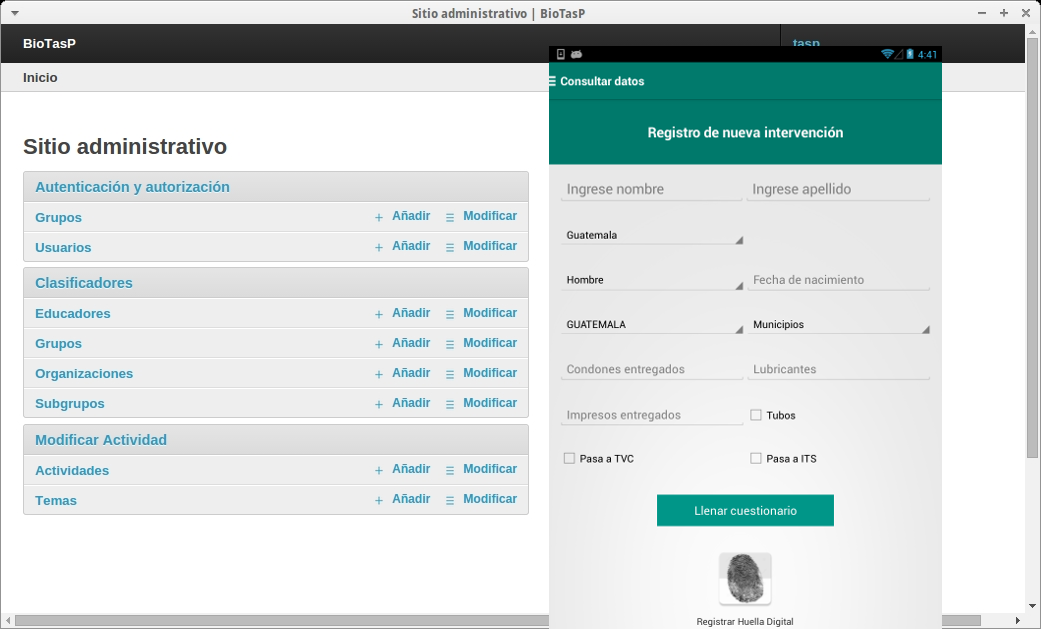 Sitio administrativo | BioTasP
BioTasP
tasp
Inicio
Sitio administrativo
Autenticación y autorización
Grupos + Añadir Modificar
Usuarios + Añadir Modificar
Clasificadores
Educadores + Añadir Modificar
Grupos + Añadir Modificar
Organizaciones + Añadir Modificar
Subgrupos + Añadir Modificar
Modificar Actividad
Actividades + Añadir Modificar
Temas + Añadir Modificar
4:41
Consultar datos
Registro de nueva intervención
Ingrese nombre Ingrese apellido
Guatemala
Hombre Fecha de nacimiento
GUATEMALA Municipios
Condones entregados Lubricantes
Impresos entregados Tubos
Pasa a TVC Pasa a ITS
Llenar cuestionario
Registrar Huella Digital